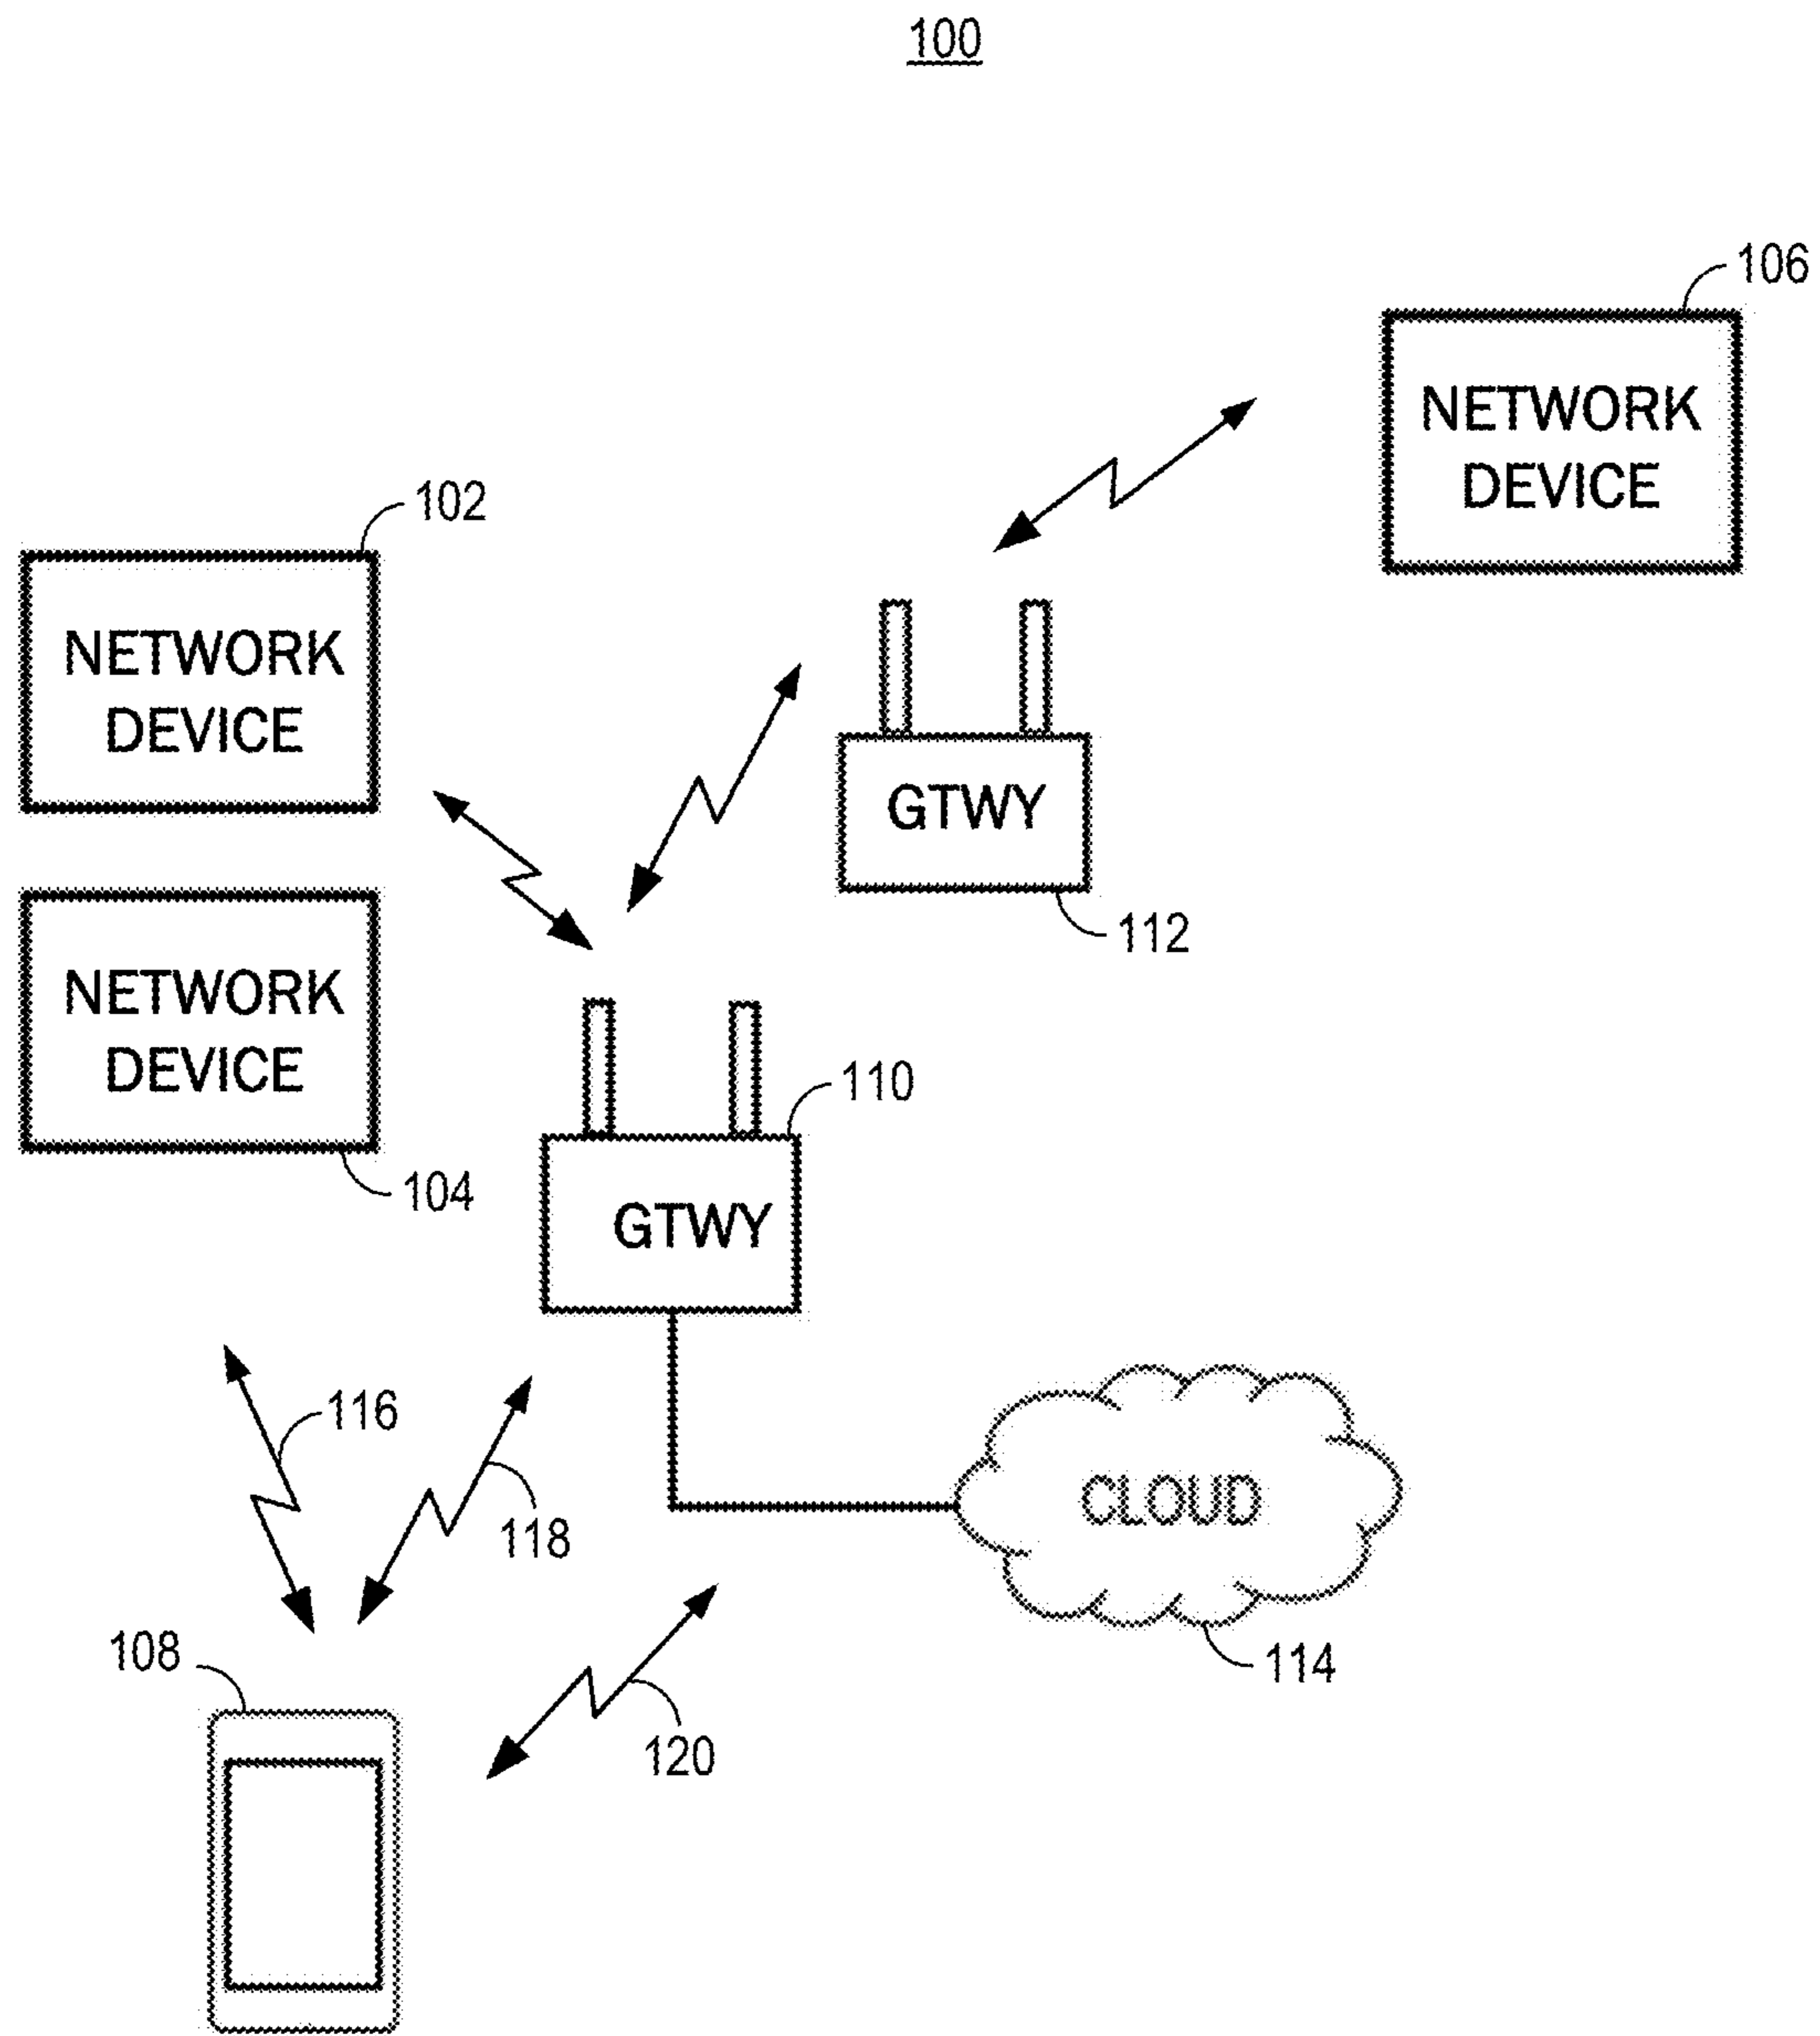 100
106
NETWORK
DEVICE
102
NETWORK
DEVICE
GTWY
112
NETWORK
DEVICE
104
110
GTWY
116
118
CLOUD
114
108
120